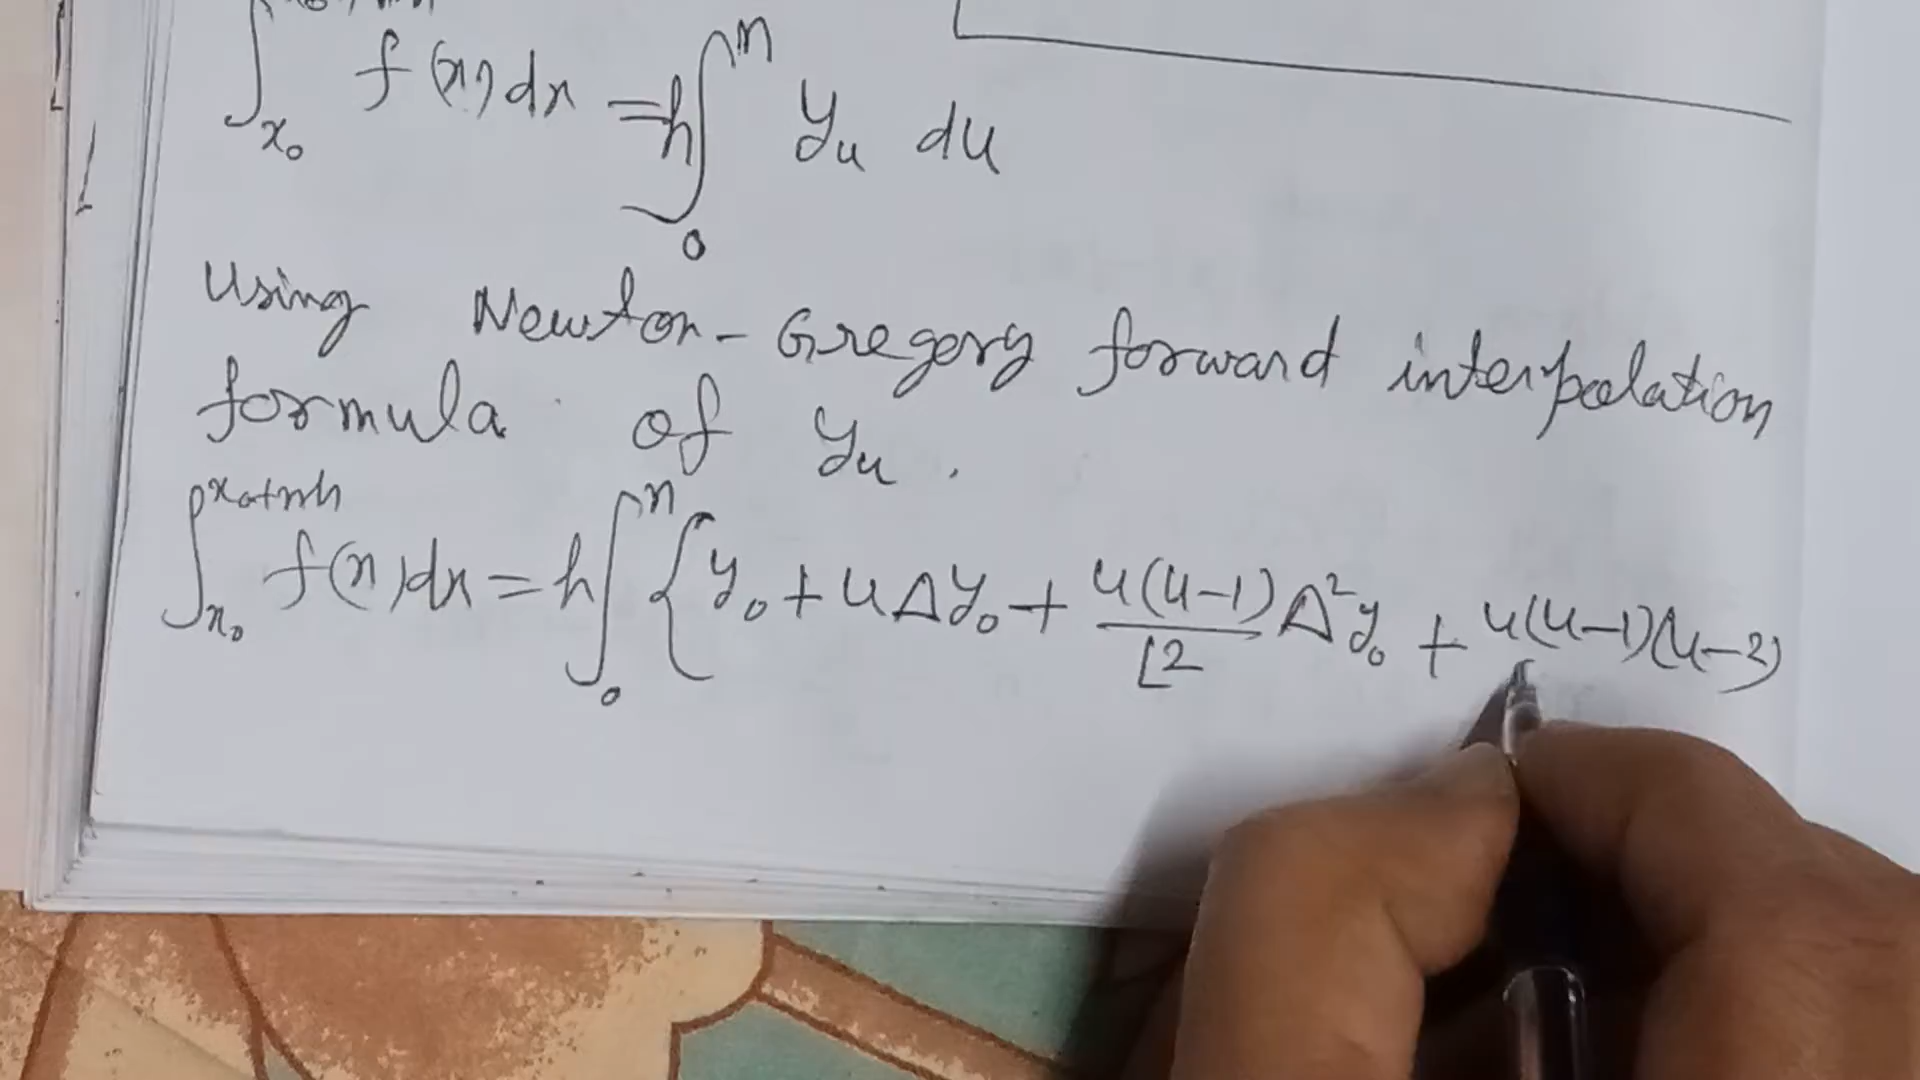 ∫x₀ f(x)dx = h∫₀ⁿ yᵤ du
Using Newton-Gregory forward interpolation
formula of yᵤ.
∫x₀^x₀+nh f(x)dx = h∫₀ⁿ { y₀ + uΔy₀ + u(u-1)/⌊2 Δ²y₀ + u(u-1)(u-2)